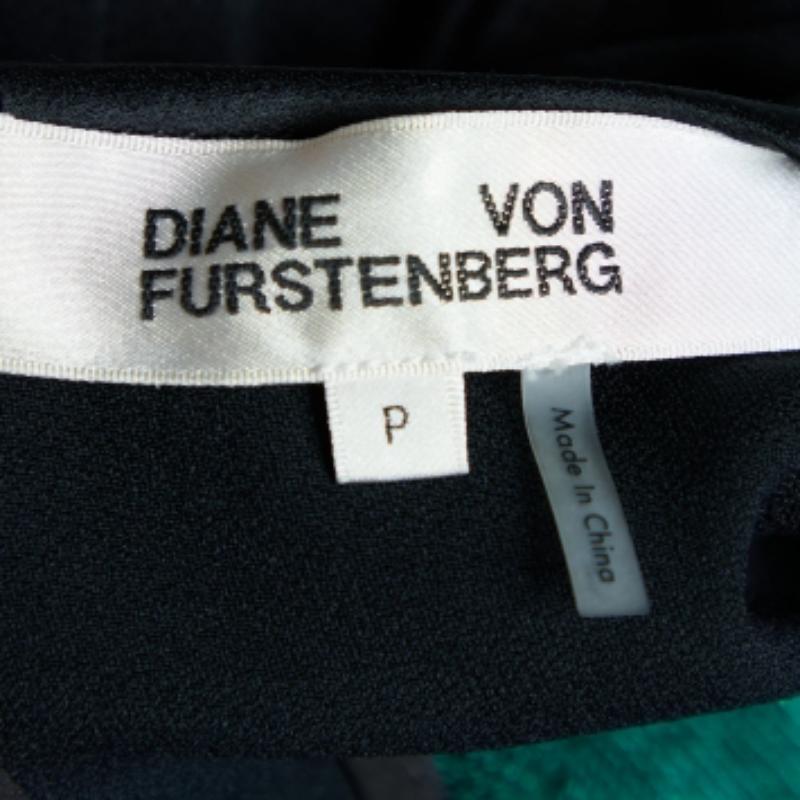 DIANE VON
FURSTENBERG
P
Made In China